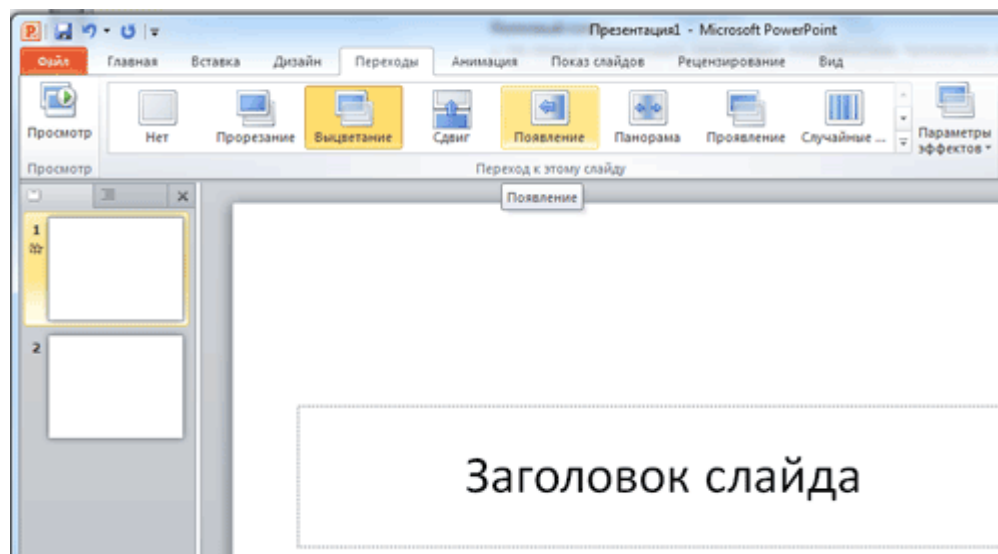 Презентация1 - Microsoft PowerPoint
Файл Главная Вставка Дизайн Переходы Анимация Показ слайдов Рецензирование Вид
Просмотр Нет Прорезание Выцветание Сдвиг Появление Панорама Проявление Случайные ... Параметры эффектов
Просмотр Переход к этому слайду
Появление
1
2
Заголовок слайда